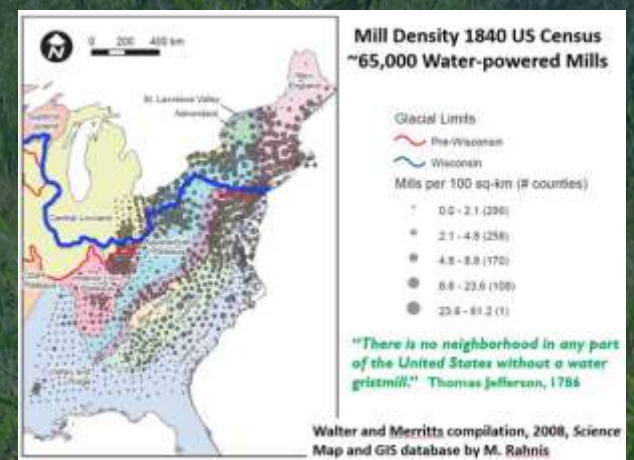 Mill Density 1840 US Census
~65,000 Water-powered Mills
0 200 400 km
New England
St. Lawrence Valley
Adirondack
Central Lowland
Glacial Limits
Pre-Wisconsin
Wisconsin
Mills per 100 sq-km (# counties)
0.0 - 2.1 (286)
2.1 - 4.8 (258)
4.8 - 8.8 (170)
8.8 - 23.6 (108)
23.6 - 61.2 (1)
"There is no neighborhood in any part
of the United States without a water
gristmill." Thomas Jefferson, 1786
Walter and Merritts compilation, 2008, Science
Map and GIS database by M. Rahnis